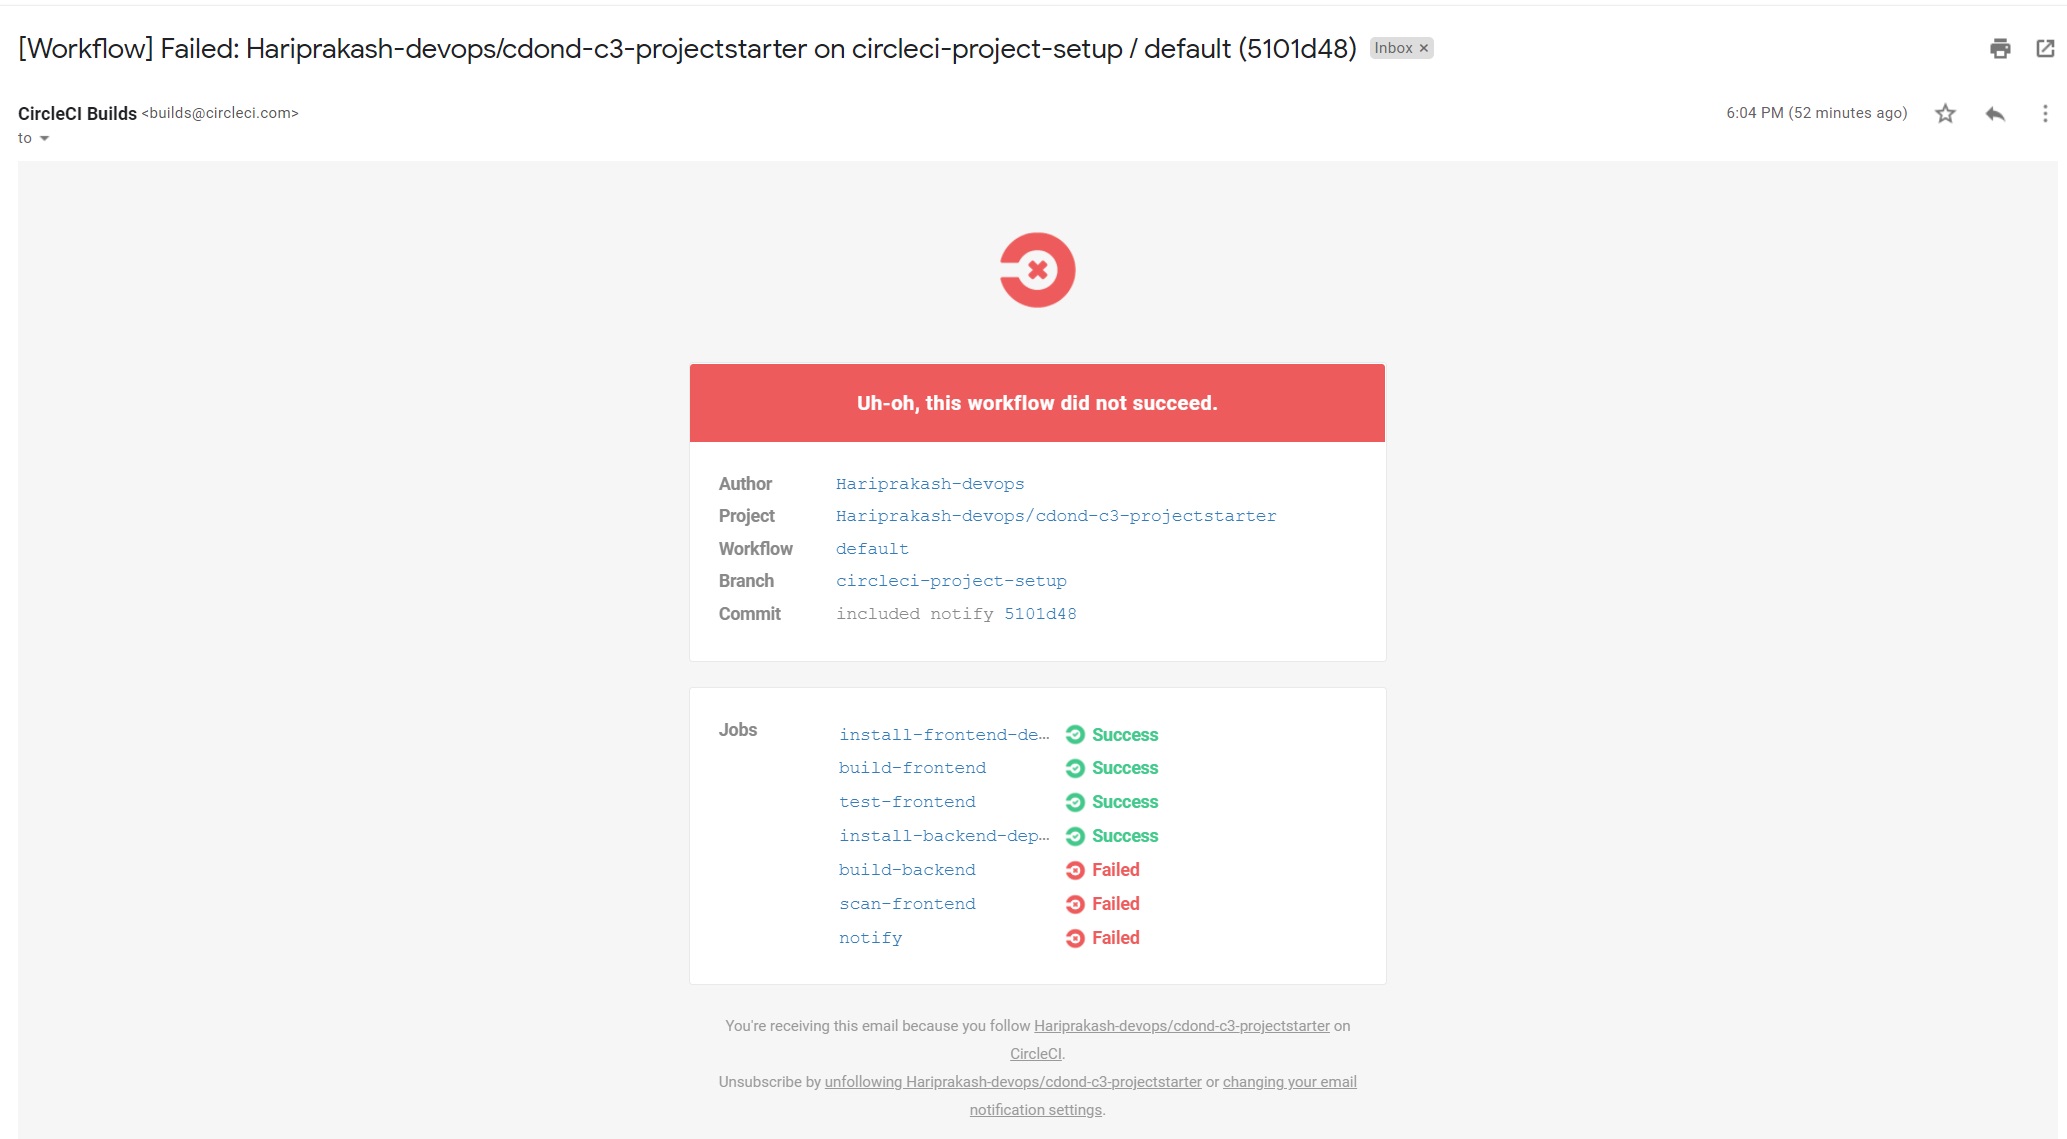 [Workflow] Failed: Hariprakash-devops/cdond-c3-projectstarter on circleci-project-setup / default (5101d48) Inbox ×
CircleCI Builds <builds@circleci.com> 6:04 PM (52 minutes ago)
to
Uh-oh, this workflow did not succeed.
Author Hariprakash-devops
Project Hariprakash-devops/cdond-c3-projectstarter
Workflow default
Branch circleci-project-setup
Commit included notify 5101d48
Jobs install-frontend-de… Success
build-frontend Success
test-frontend Success
install-backend-dep… Success
build-backend Failed
scan-frontend Failed
notify Failed
You're receiving this email because you follow Hariprakash-devops/cdond-c3-projectstarter on
CircleCI.
Unsubscribe by unfollowing Hariprakash-devops/cdond-c3-projectstarter or changing your email
notification settings.